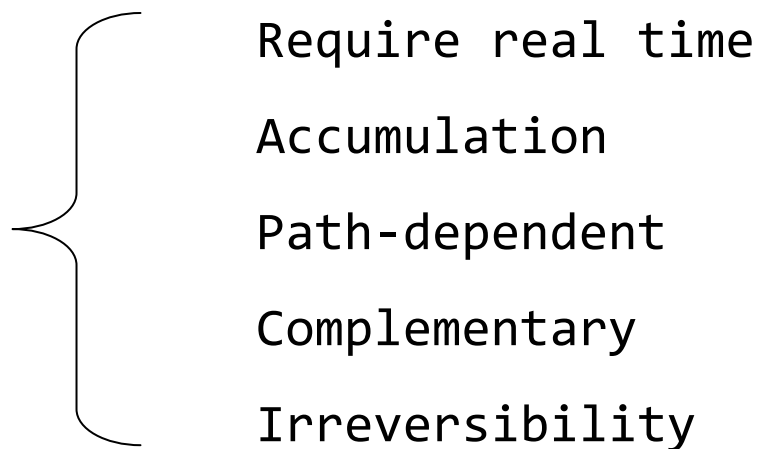 Require real time
Accumulation
Path-dependent
Complementary
Irreversibility